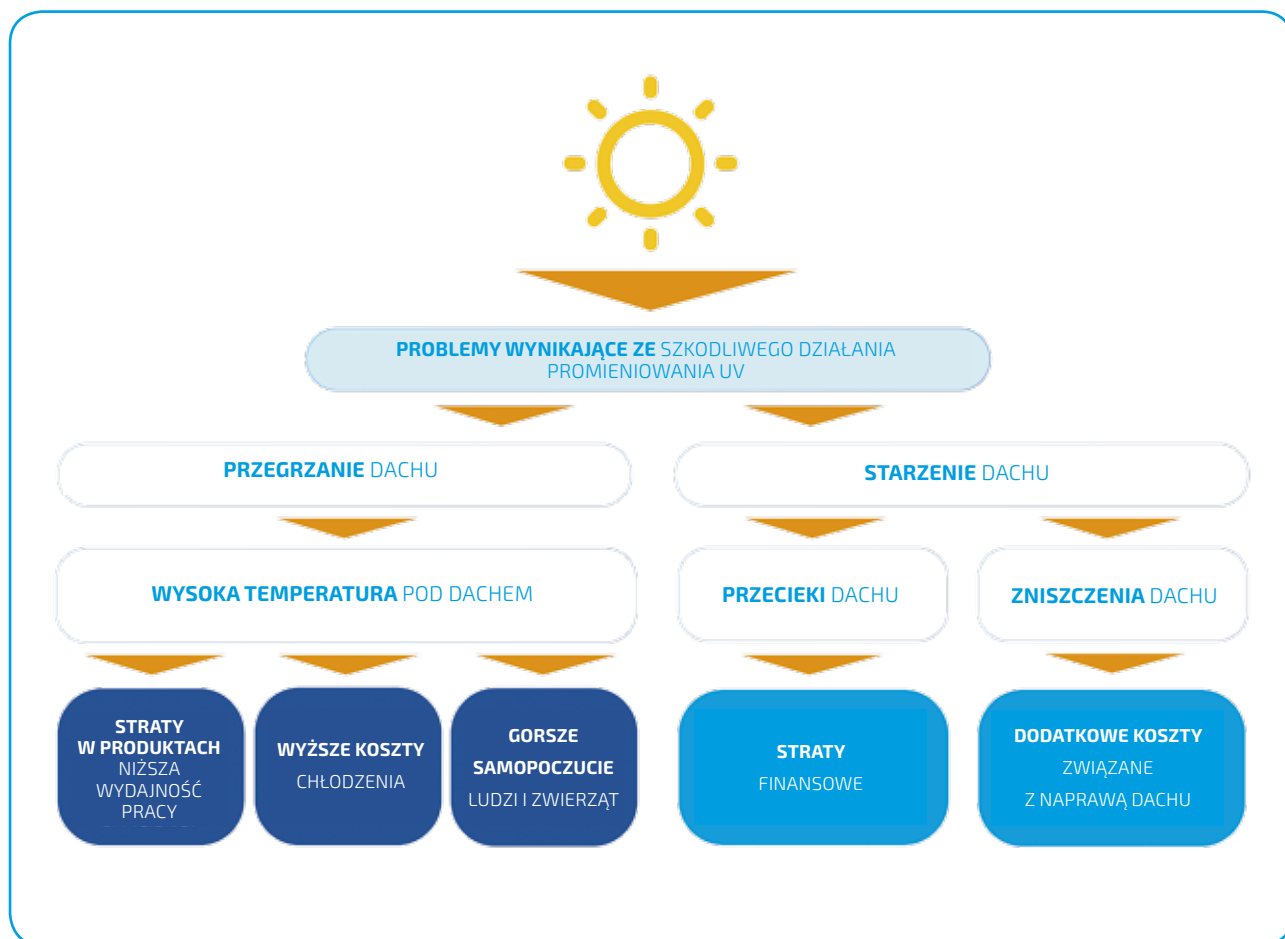 PROBLEMY WYNIKAJĄCE ZE SZKODLIWEGO DZIAŁANIA
PROMIENIOWANIA UV
PRZEGRZANIE DACHU
STARZENIE DACHU
WYSOKA TEMPERATURA POD DACHEM
PRZECIEKI DACHU
ZNISZCZENIA DACHU
STRATY
W PRODUKTACH
NIŻSZA
WYDAJNOŚĆ
PRACY
WYŻSZE KOSZTY
CHŁODZENIA
GORSZE
SAMOPOCZUCIE
LUDZI I ZWIERZĄT
STRATY
FINANSOWE
DODATKOWE KOSZTY
ZWIĄZANE
Z NAPRAWĄ DACHU